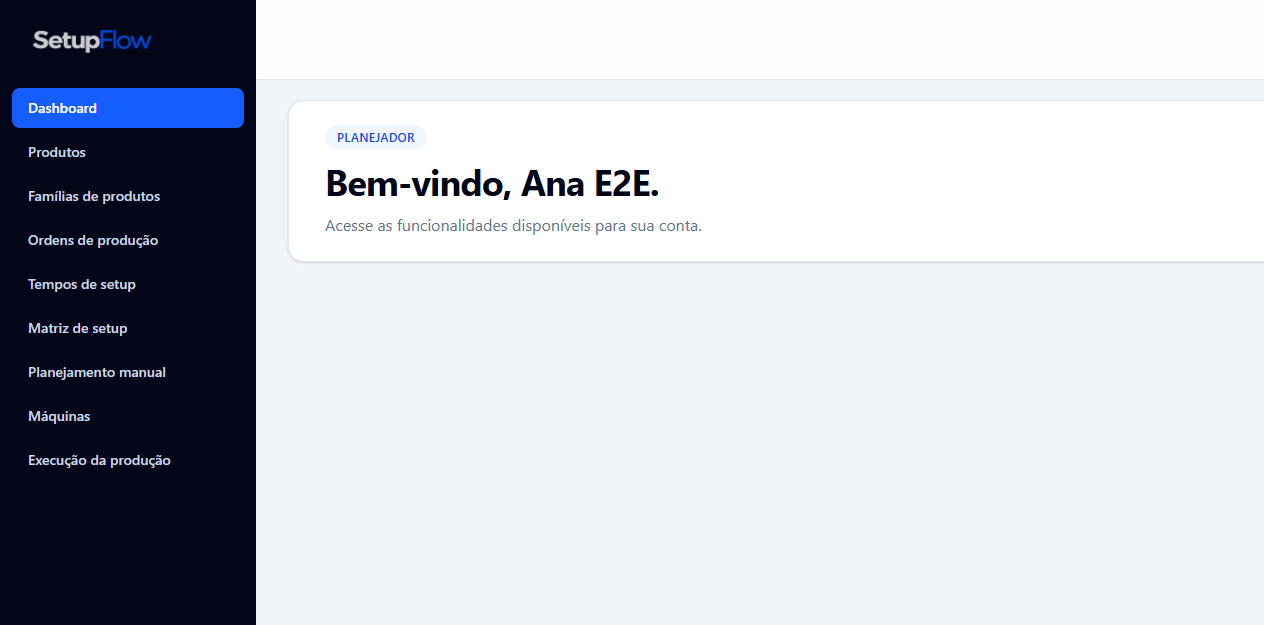 SetupFlow
Dashboard
Produtos
Famílias de produtos
Ordens de produção
Tempos de setup
Matriz de setup
Planejamento manual
Máquinas
Execução da produção
PLANEJADOR
Bem-vindo, Ana E2E.
Acesse as funcionalidades disponíveis para sua conta.